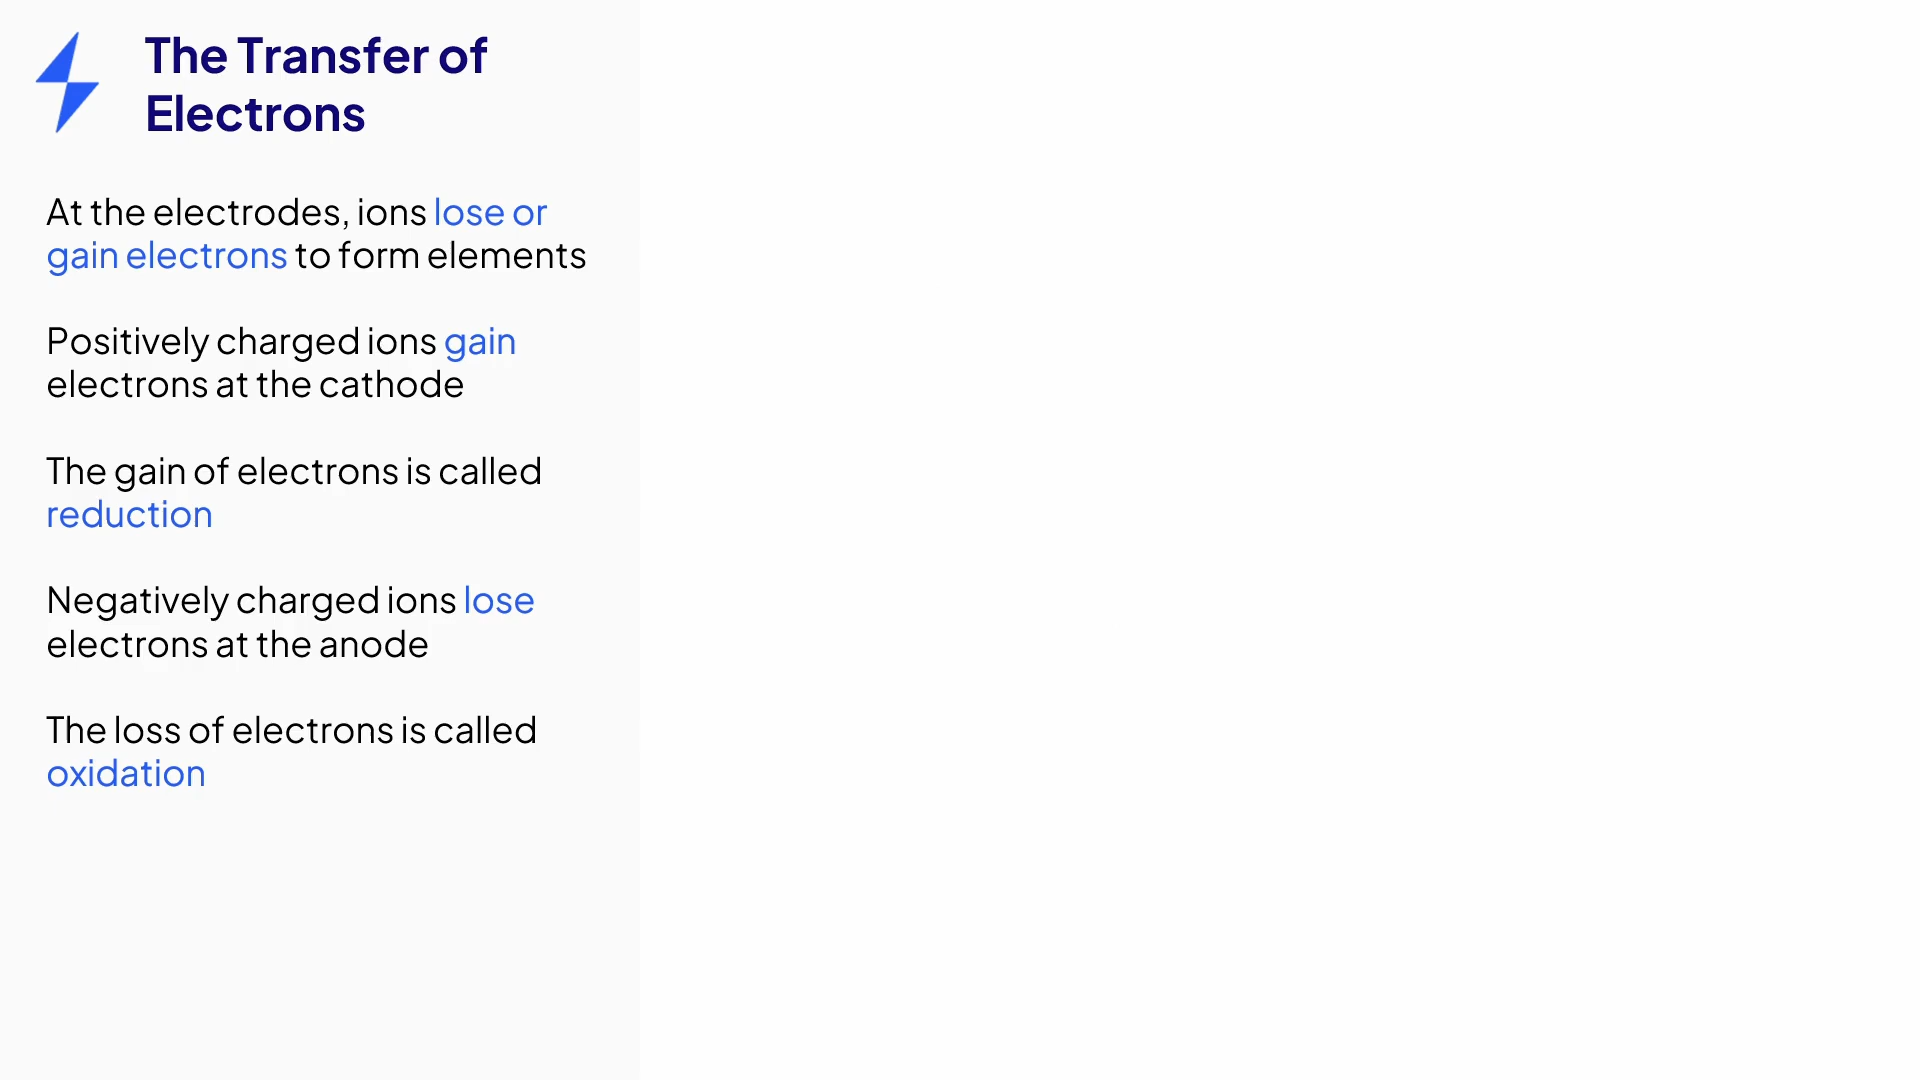 The Transfer of
Electrons
At the electrodes, ions lose or
gain electrons to form elements
Positively charged ions gain
electrons at the cathode
The gain of electrons is called
reduction
Negatively charged ions lose
electrons at the anode
The loss of electrons is called
oxidation